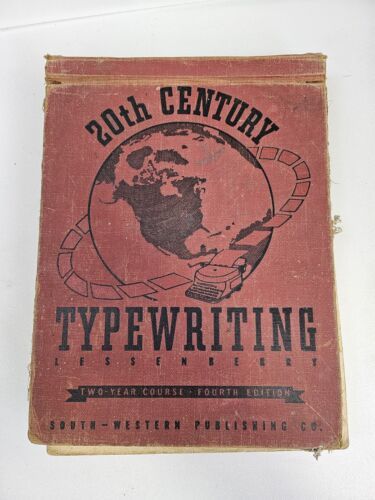 20th CENTURY
TYPEWRITING
LESSENBERRY
TWO-YEAR COURSE · FOURTH EDITION
SOUTH-WESTERN PUBLISHING CO.